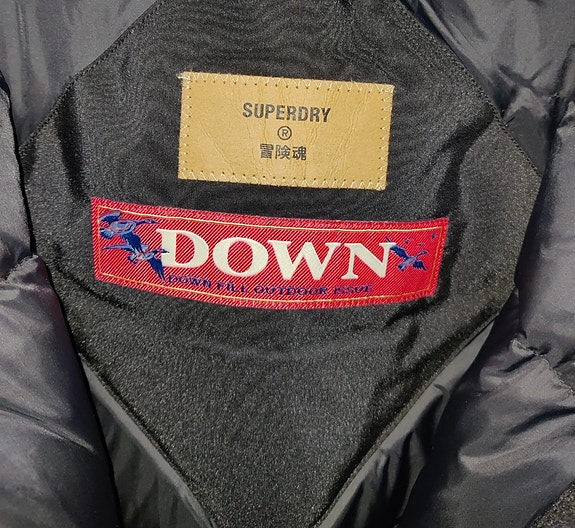 SUPERDRY
®
冒険魂
DOWN
DOWN FILL OUTDOOR ISSUE